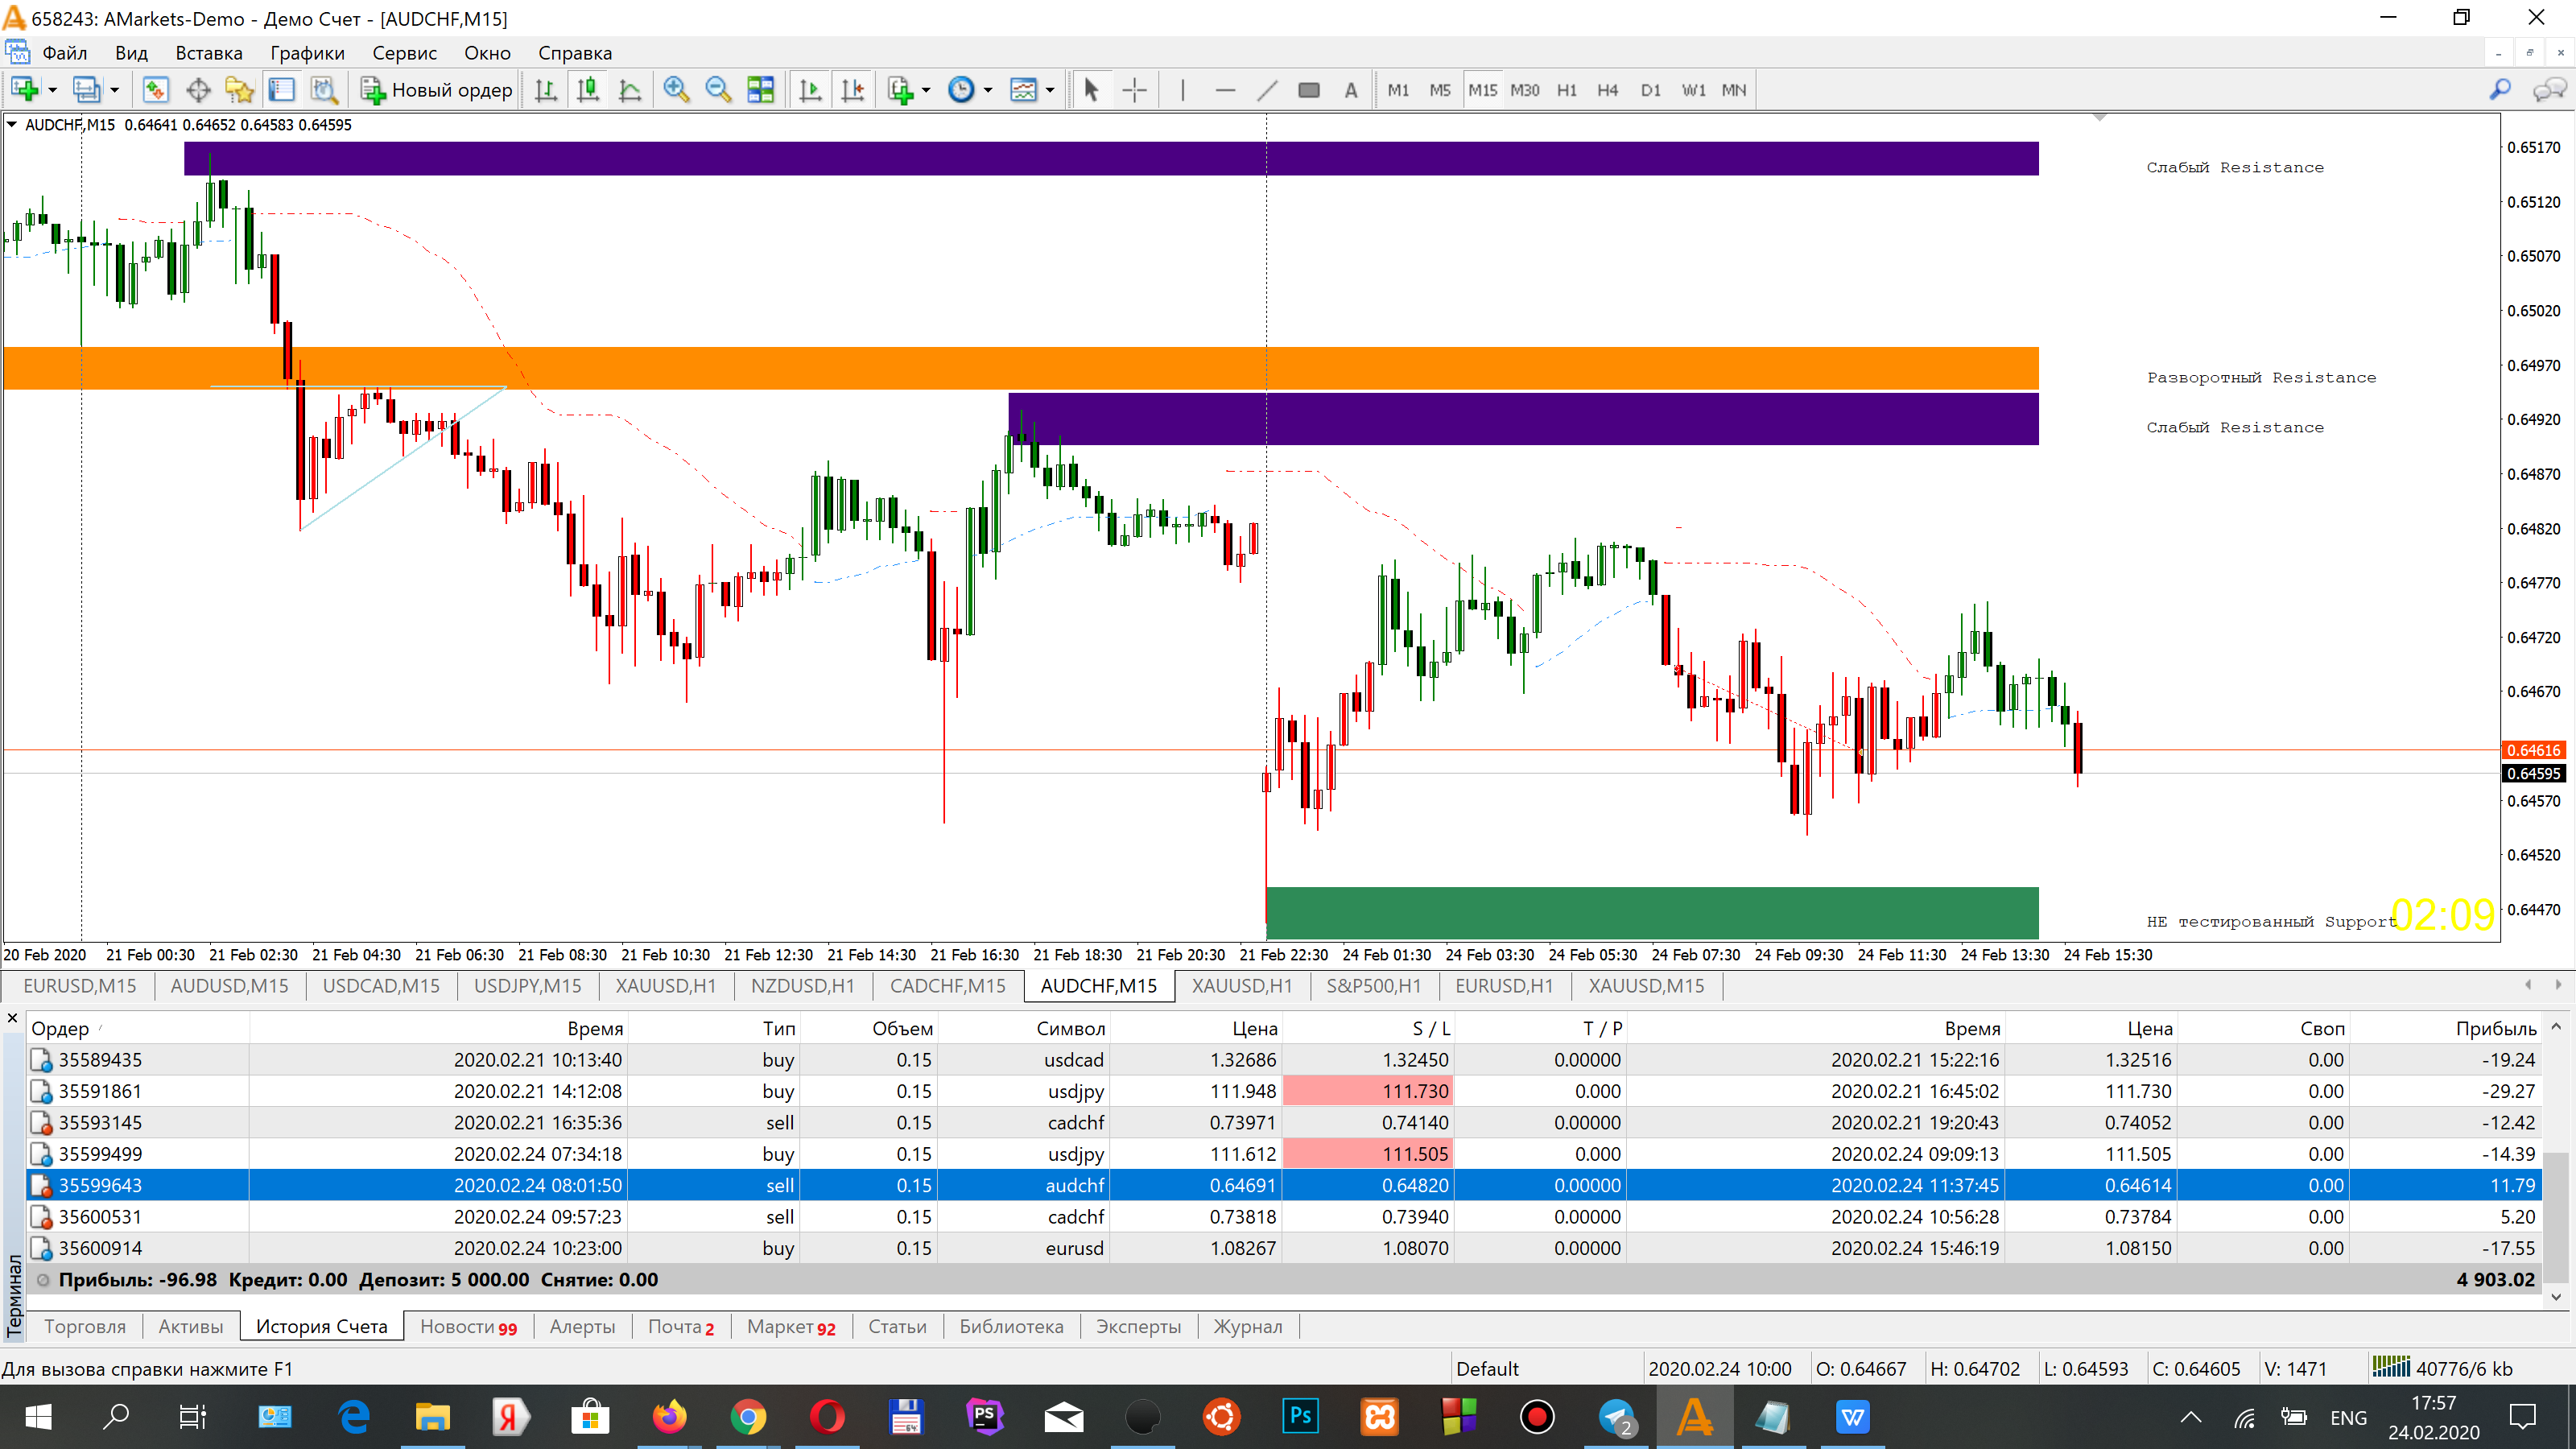 658243: AMarkets-Demo - Демо Счет - [AUDCHF,M15]
Файл Вид Вставка Графики Сервис Окно Справка
Новый ордер A M1 M5 M15 M30 H1 H4 D1 W1 MN
AUDCHF,M15 0.64641 0.64652 0.64583 0.64595
0.65170
Слабый Resistance
0.65120
0.65070
0.65020
0.64970
Разворотный Resistance
0.64920
Слабый Resistance
0.64870
0.64820
0.64770
0.64720
0.64670
0.64616
0.64595
0.64570
0.64520
0.64470
НЕ тестированный Support
02:09
20 Feb 2020 21 Feb 00:30 21 Feb 02:30 21 Feb 04:30 21 Feb 06:30 21 Feb 08:30 21 Feb 10:30 21 Feb 12:30 21 Feb 14:30 21 Feb 16:30 21 Feb 18:30 21 Feb 20:30 21 Feb 22:30 24 Feb 01:30 24 Feb 03:30 24 Feb 05:30 24 Feb 07:30 24 Feb 09:30 24 Feb 11:30 24 Feb 13:30 24 Feb 15:30
EURUSD,M15 AUDUSD,M15 USDCAD,M15 USDJPY,M15 XAUUSD,H1 NZDUSD,H1 CADCHF,M15 AUDCHF,M15 XAUUSD,H1 S&P500,H1 EURUSD,H1 XAUUSD,M15
Ордер Время Тип Объем Символ Цена S / L T / P Время Цена Своп Прибыль
35589435 2020.02.21 10:13:40 buy 0.15 usdcad 1.32686 1.32450 0.00000 2020.02.21 15:22:16 1.32516 0.00 -19.24
35591861 2020.02.21 14:12:08 buy 0.15 usdjpy 111.948 111.730 0.000 2020.02.21 16:45:02 111.730 0.00 -29.27
35593145 2020.02.21 16:35:36 sell 0.15 cadchf 0.73971 0.74140 0.00000 2020.02.21 19:20:43 0.74052 0.00 -12.42
35599499 2020.02.24 07:34:18 buy 0.15 usdjpy 111.612 111.505 0.000 2020.02.24 09:09:13 111.505 0.00 -14.39
35599643 2020.02.24 08:01:50 sell 0.15 audchf 0.64691 0.64820 0.00000 2020.02.24 11:37:45 0.64614 0.00 11.79
35600531 2020.02.24 09:57:23 sell 0.15 cadchf 0.73818 0.73940 0.00000 2020.02.24 10:56:28 0.73784 0.00 5.20
35600914 2020.02.24 10:23:00 buy 0.15 eurusd 1.08267 1.08070 0.00000 2020.02.24 15:46:19 1.08150 0.00 -17.55
Прибыль: -96.98 Кредит: 0.00 Депозит: 5 000.00 Снятие: 0.00 4 903.02
Терминал
Торговля Активы История Счета Новости 99 Алерты Почта 2 Маркет 92 Статьи Библиотека Эксперты Журнал
Для вызова справки нажмите F1 Default 2020.02.24 10:00 O: 0.64667 H: 0.64702 L: 0.64593 C: 0.64605 V: 1471 40776/6 kb
Я 64 PS Ps 2 W ENG 17:57
24.02.2020